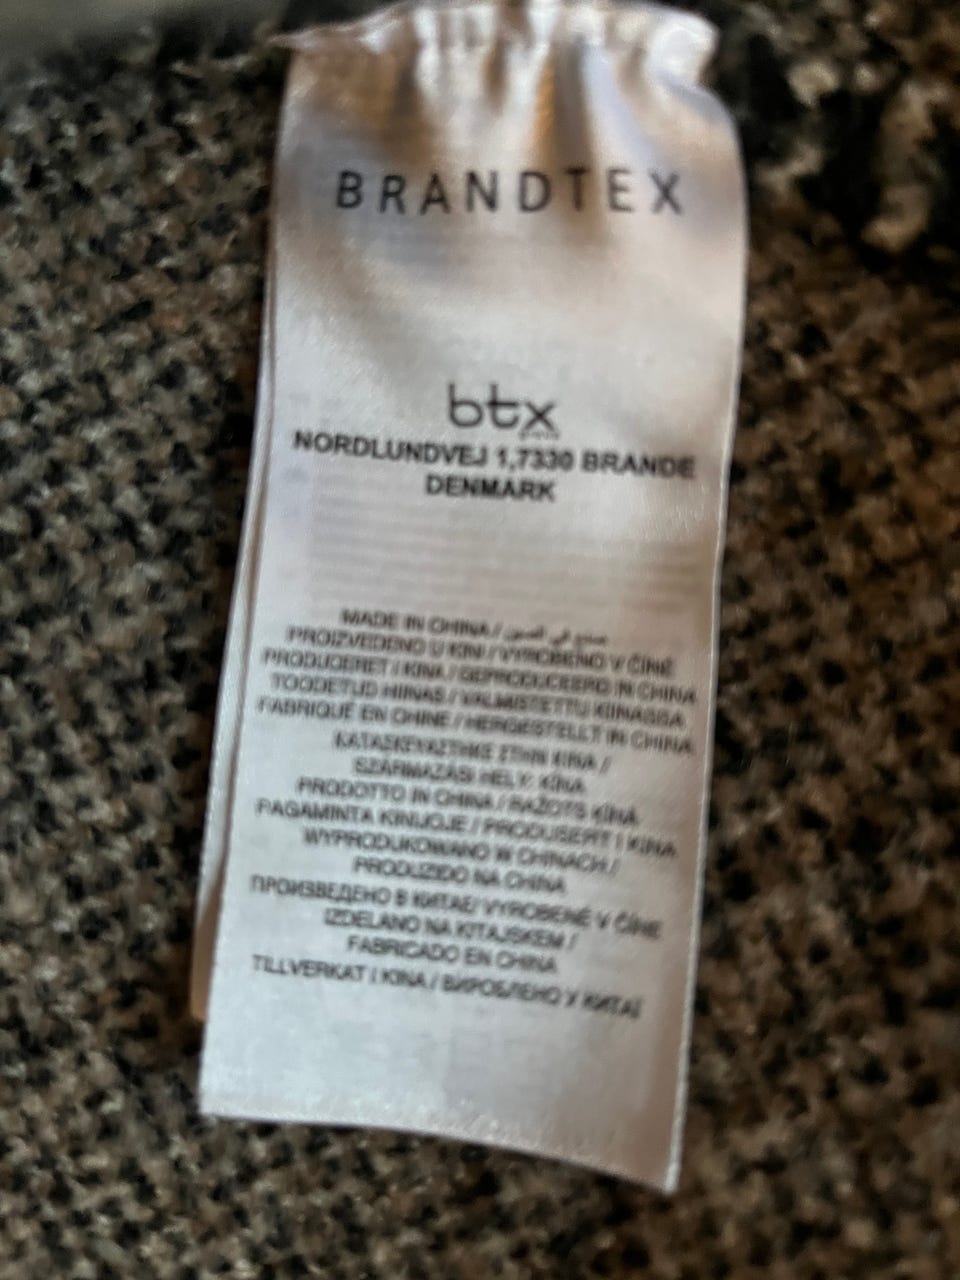 BRANDTEX
btx
NORDLUNDVEJ 1,7330 BRANDE
DENMARK
MADE IN CHINA / صنع في الصين
PROIZVEDENO U KINI / VYROBENO V ČÍNĚ
PRODUCERET I KINA / GEPRODUCEERD IN CHINA
TOODETUD HIINAS / VALMISTETTU KIINASSA
FABRIQUÉ EN CHINE / HERGESTELLT IN CHINA
ΚΑΤΑΣΚΕΥΑΣΤΗΚΕ ΣΤΗΝ ΚΙΝΑ /
SZÁRMAZÁSI HELY: KÍNA
PRODOTTO IN CHINA / RAŽOTS ĶĪNĀ
PAGAMINTA KINIJOJE / PRODUSERT I KINA
WYPRODUKOWANO W CHINACH /
PRODUZIDO NA CHINA
ПРОИЗВЕДЕНО В КИТАЕ/ VYROBENÉ V ČÍNE
IZDELANO NA KITAJSKEM /
FABRICADO EN CHINA
TILLVERKAT I KINA / ВИРОБЛЕНО У КИТАЇ